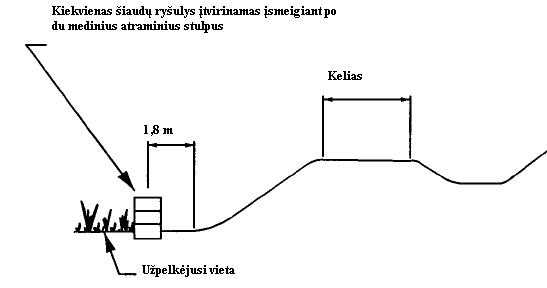 Kiekvienas šiaudų ryšulys įtvirinamas įsmeigiant po
du medinius atraminius stulpus
Kelias
1,8 m
Užpelkėjusi vieta